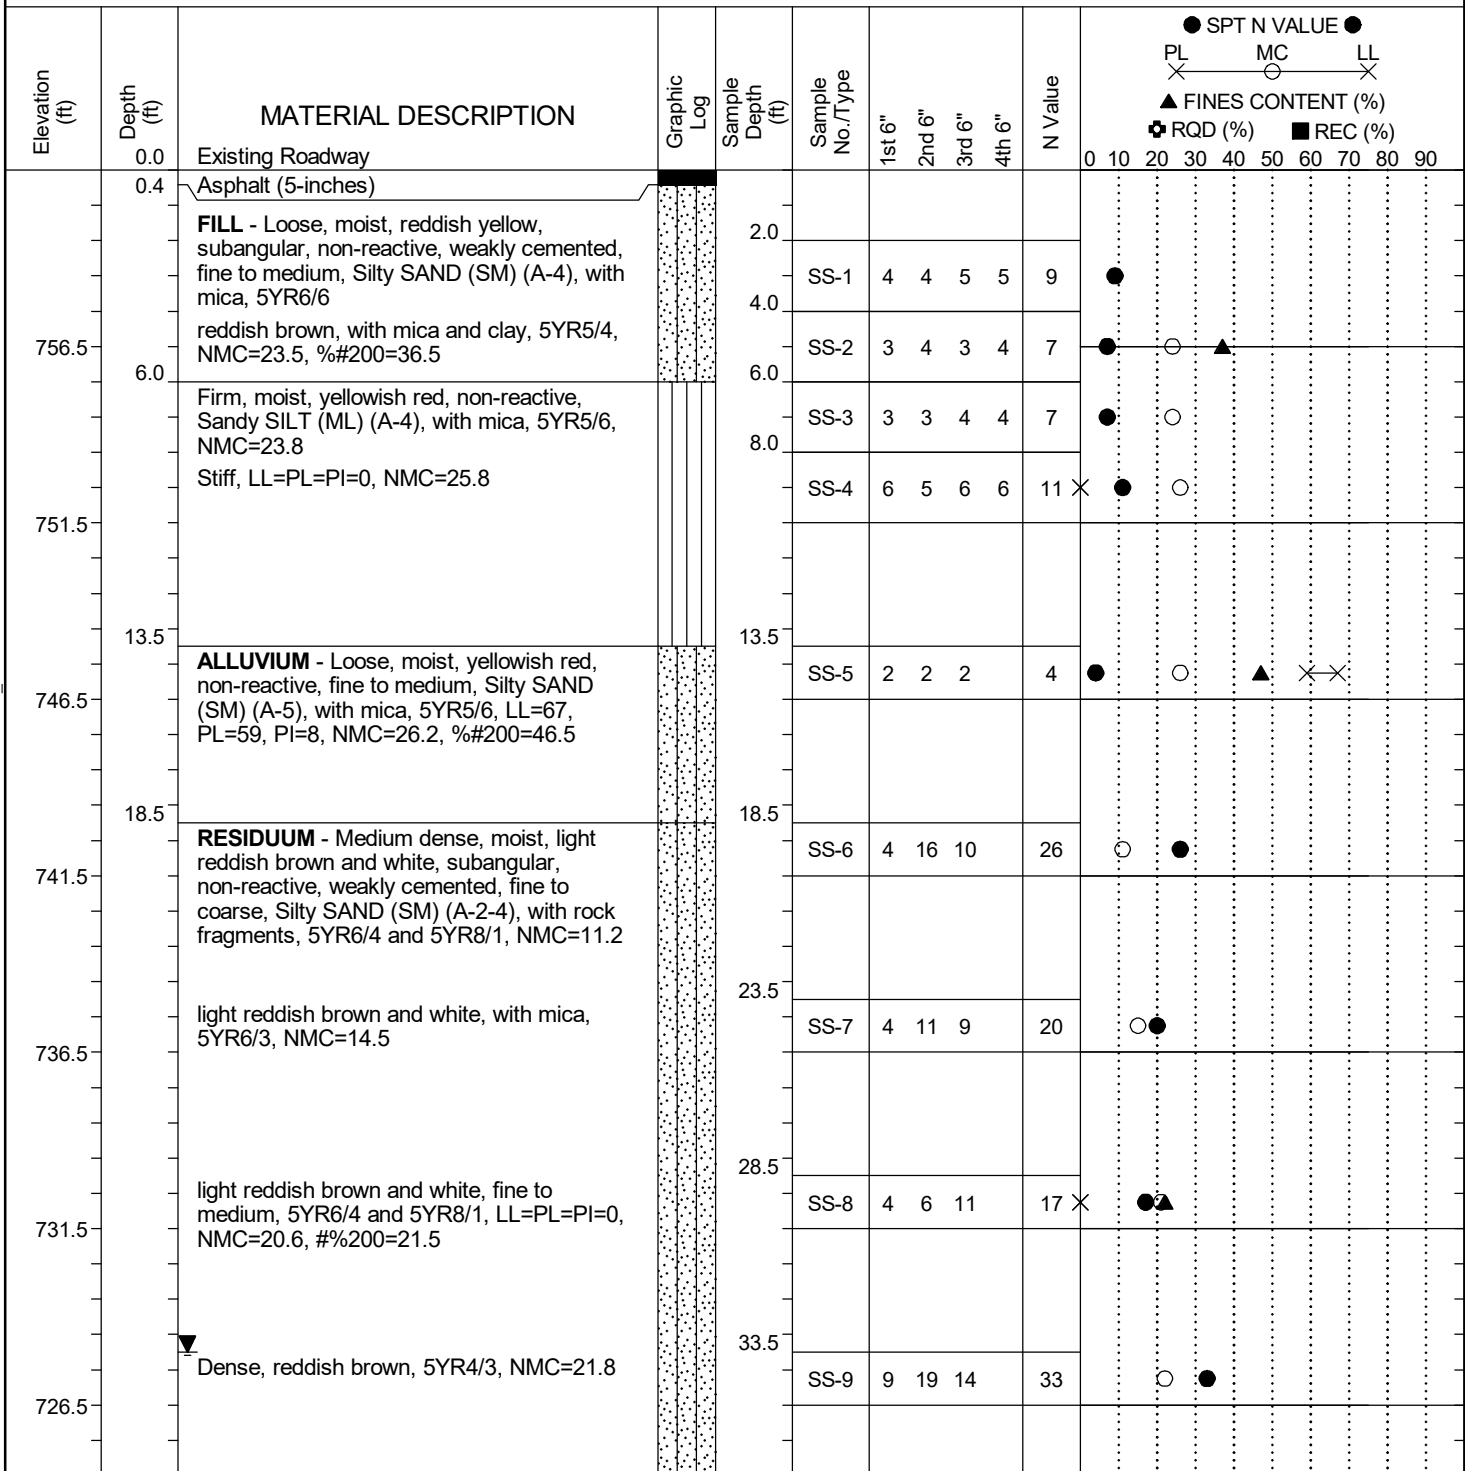 ● SPT N VALUE ●
PL MC LL
▲ FINES CONTENT (%)
RQD (%) ■ REC (%)
Elevation (ft)
Depth (ft)
MATERIAL DESCRIPTION
Graphic Log
Sample Depth (ft)
Sample No./Type
1st 6"
2nd 6"
3rd 6"
4th 6"
N Value
0 10 20 30 40 50 60 70 80 90
0.0 Existing Roadway
0.4 Asphalt (5-inches)
FILL - Loose, moist, reddish yellow,
subangular, non-reactive, weakly cemented,
fine to medium, Silty SAND (SM) (A-4), with
mica, 5YR6/6
2.0
SS-1 4 4 5 5 9
4.0
reddish brown, with mica and clay, 5YR5/4,
NMC=23.5, %#200=36.5
756.5
SS-2 3 4 3 4 7
6.0 6.0
Firm, moist, yellowish red, non-reactive,
Sandy SILT (ML) (A-4), with mica, 5YR5/6,
NMC=23.8
SS-3 3 3 4 4 7
8.0
Stiff, LL=PL=PI=0, NMC=25.8
SS-4 6 5 6 6 11
751.5
13.5 13.5
ALLUVIUM - Loose, moist, yellowish red,
non-reactive, fine to medium, Silty SAND
(SM) (A-5), with mica, 5YR5/6, LL=67,
PL=59, PI=8, NMC=26.2, %#200=46.5
SS-5 2 2 2 4
746.5
18.5 18.5
RESIDUUM - Medium dense, moist, light
reddish brown and white, subangular,
non-reactive, weakly cemented, fine to
coarse, Silty SAND (SM) (A-2-4), with rock
fragments, 5YR6/4 and 5YR8/1, NMC=11.2
SS-6 4 16 10 26
741.5
23.5
light reddish brown and white, with mica,
5YR6/3, NMC=14.5
SS-7 4 11 9 20
736.5
28.5
light reddish brown and white, fine to
medium, 5YR6/4 and 5YR8/1, LL=PL=PI=0,
NMC=20.6, #%200=21.5
SS-8 4 6 11 17
731.5
33.5
Dense, reddish brown, 5YR4/3, NMC=21.8
SS-9 9 19 14 33
726.5